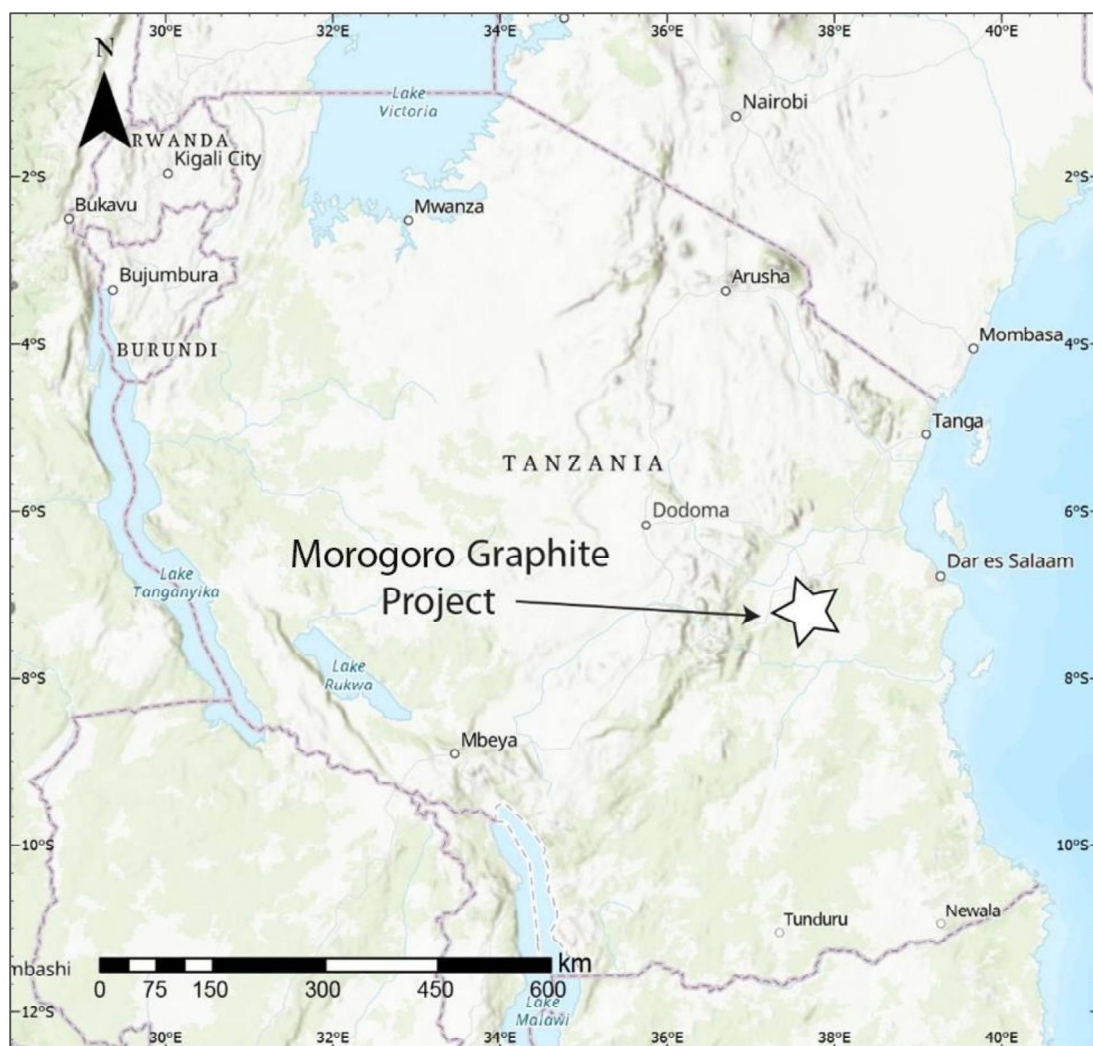 30°E 32°E 34°E 36°E 38°E 40°E
N
Lake
Victoria
Nairobi
RWANDA
Kigali City
2°S 2°S
Bukavu
Mwanza
Bujumbura
Arusha
BURUNDI
Mombasa
4°S 4°S
Tanga
TANZANIA
6°S 6°S
Dodoma
Morogoro Graphite
Project
Dar es Salaam
Lake
Tanganyika
Lake
Rukwa
8°S 8°S
Mbeya
10°S 10°S
Tunduru
Newala
mbashi
km
0 75 150 300 450 600
Lake
Malawi
12°S
30°E 32°E 34°E 36°E 38°E 40°E